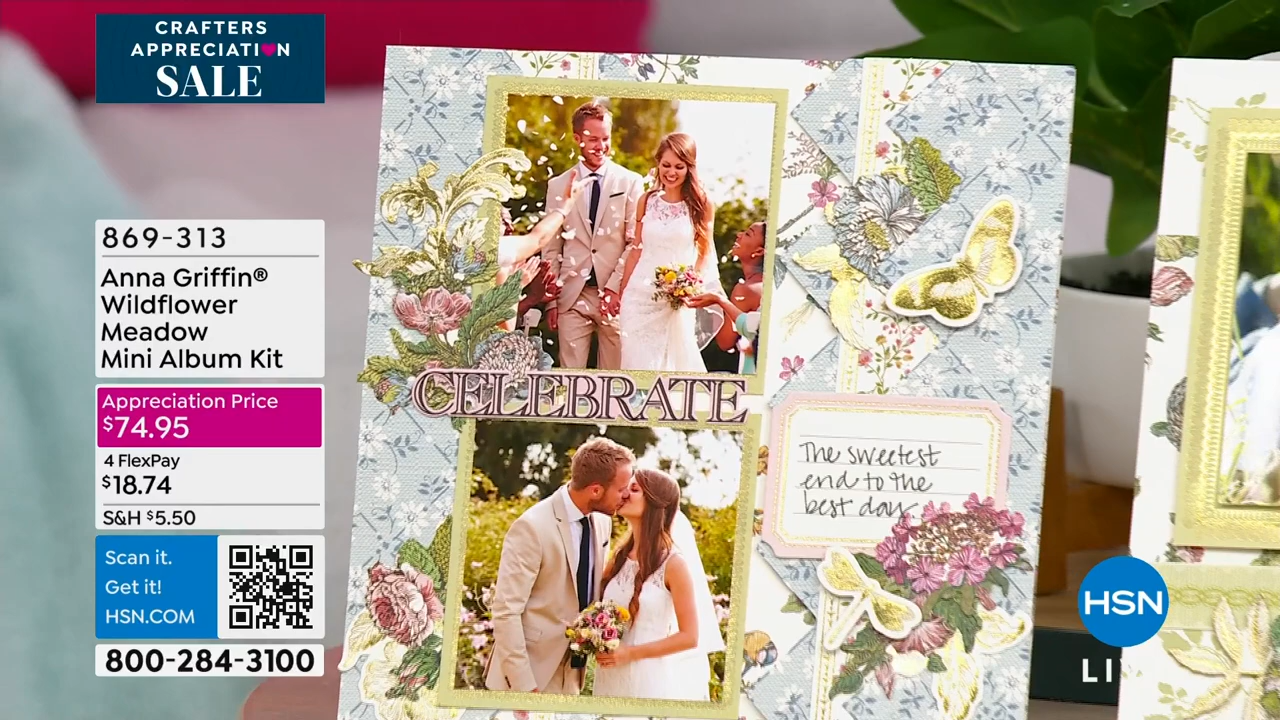 CRAFTERS
APPRECIATION
SALE
869-313
Anna Griffin®
Wildflower
Meadow
Mini Album Kit
Appreciation Price
$74.95
4 FlexPay
$18.74
S&H $5.50
Scan it.
Get it!
HSN.COM
800-284-3100
CELEBRATE
The sweetest
end to the
best day.
HSN